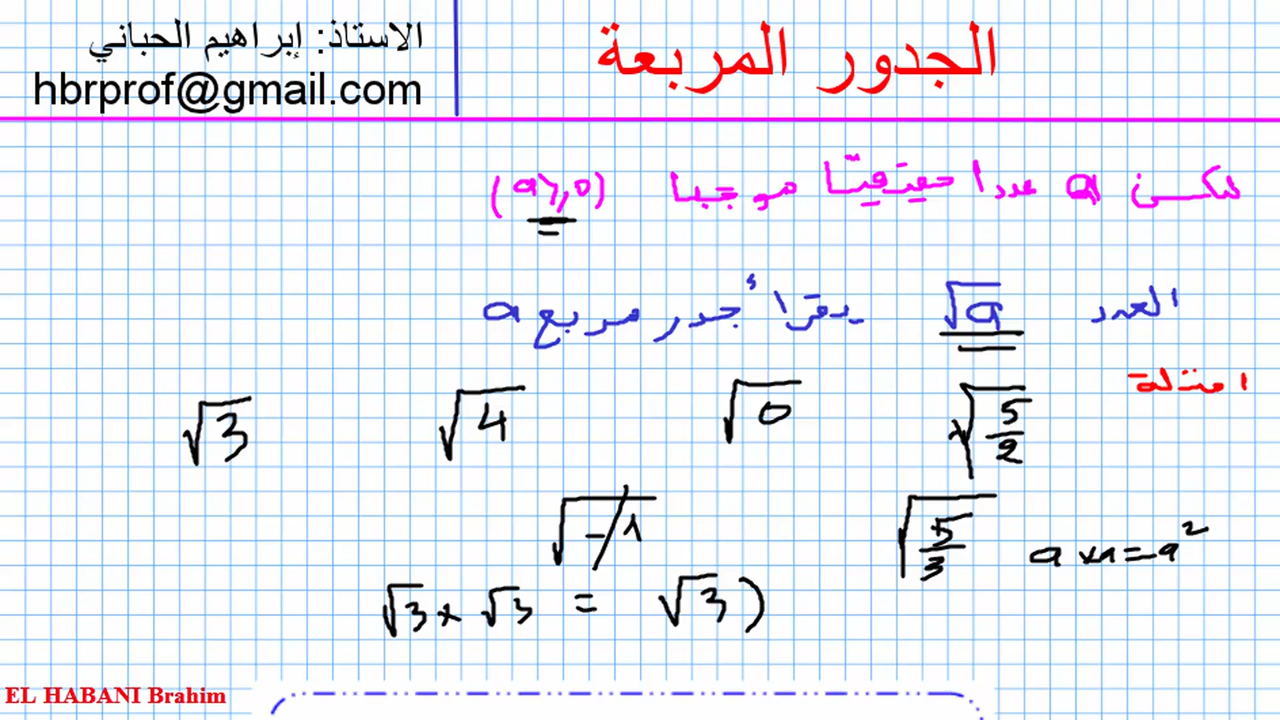 الجدور المربعة
الاستاذ: إبراهيم الحباني
hbrprof@gmail.com
ليكن a عددا حقيقيّا موجبا (a⩾0)
العدد √a يقرأ جدر مربع a
امثلة
√(5/2) √0 √4 √3
√(5/3) √-1
a×a=a²
√3 × √3 = √3)
EL HABANI Brahim